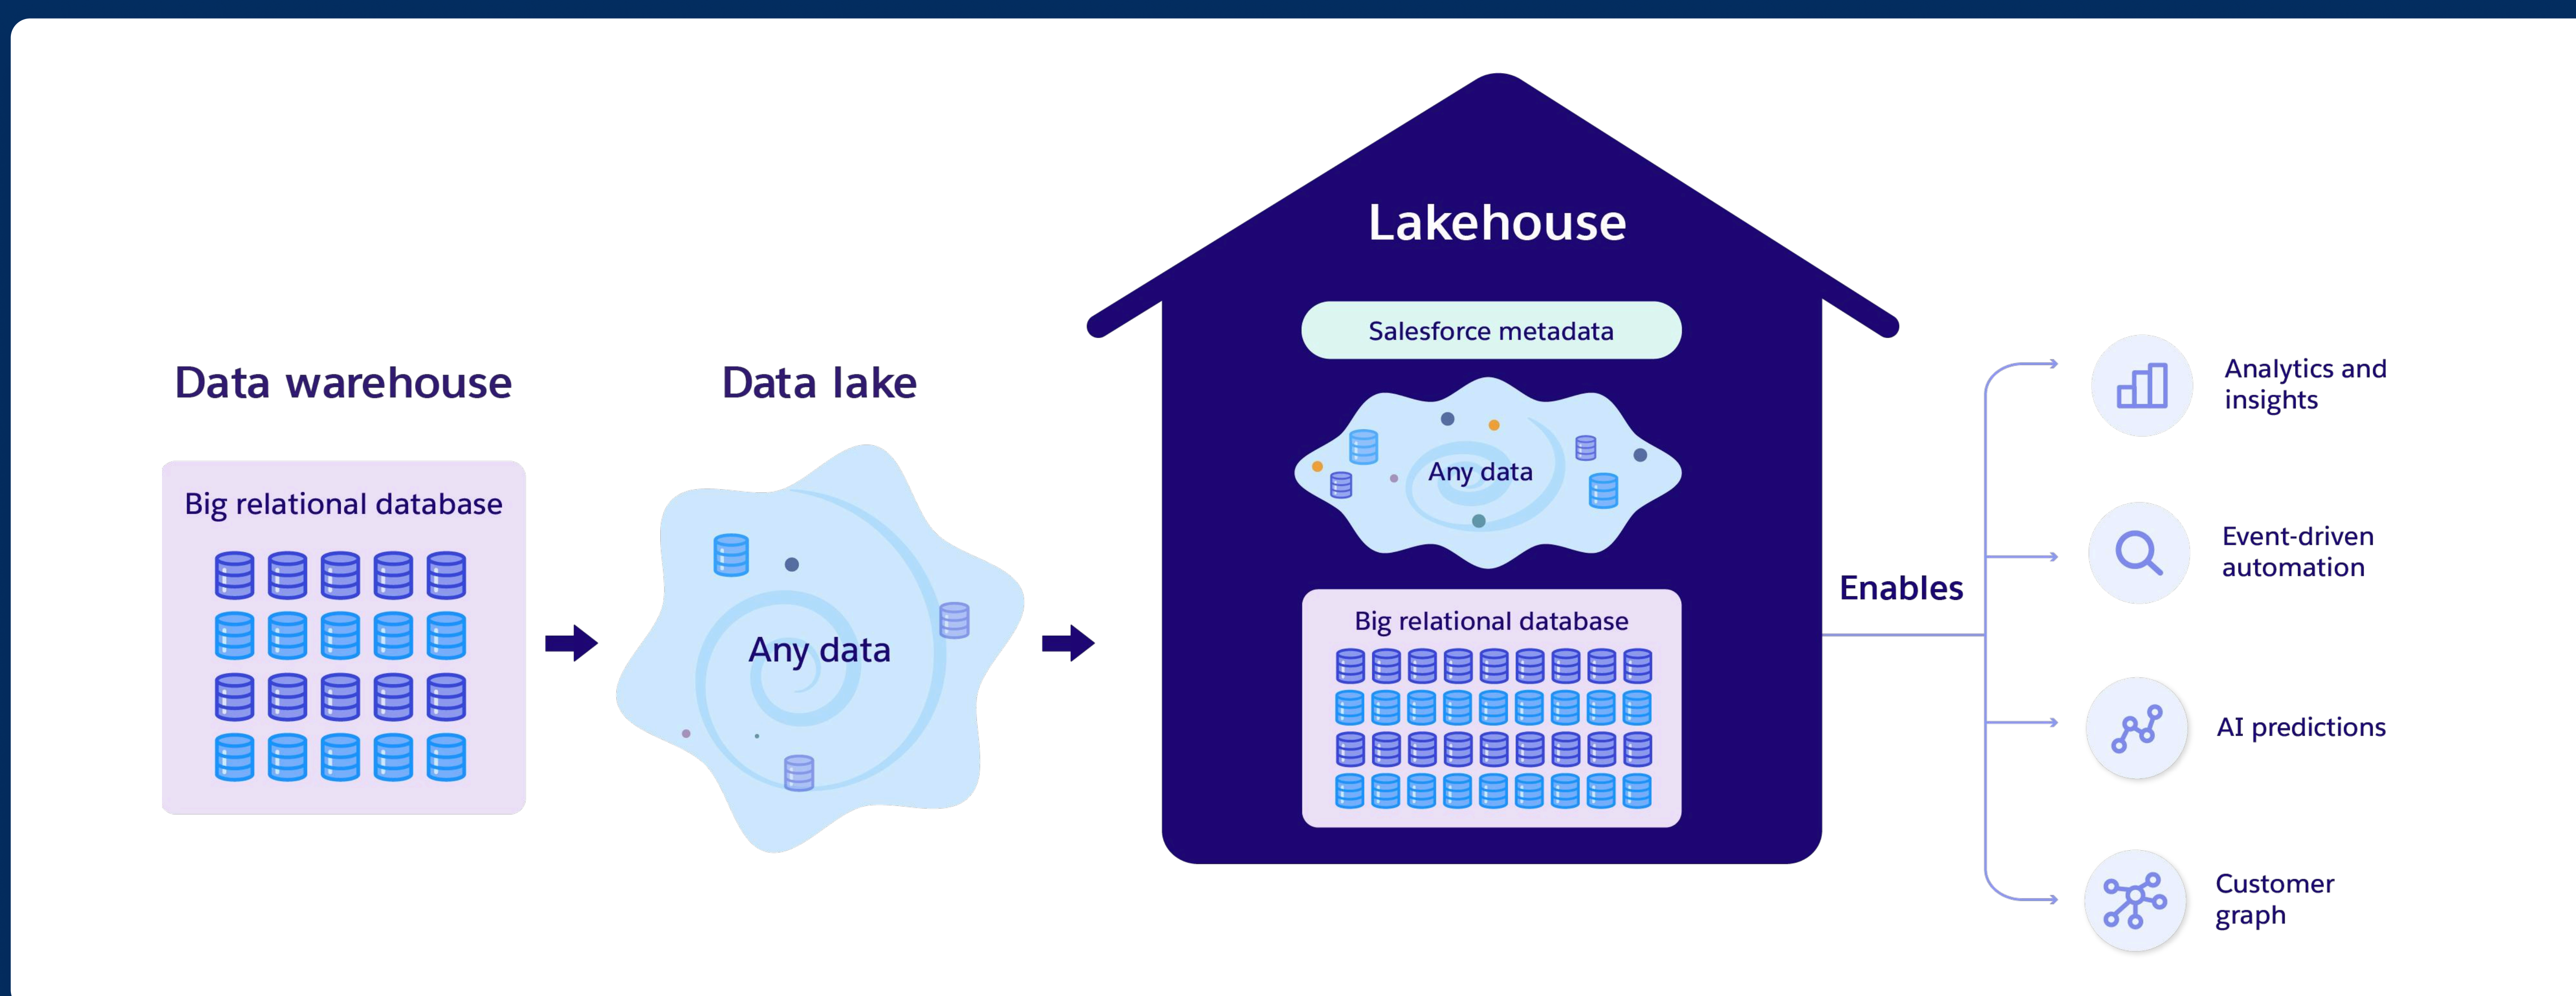 Data warehouse
Big relational database
Data lake
Any data
Lakehouse
Salesforce metadata
Any data
Big relational database
Enables
Analytics and
insights
Event-driven
automation
AI predictions
Customer
graph